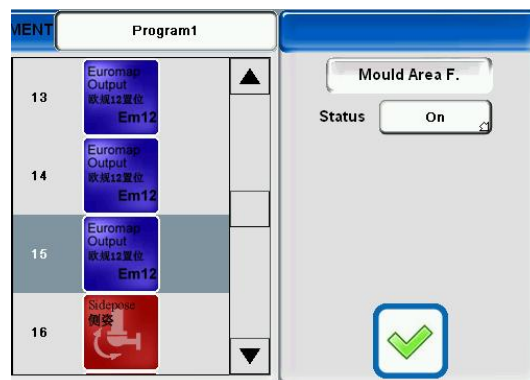 MENT
Program1
13
Euromap
Output
欧规12置位
Em12
14
Euromap
Output
欧规12置位
Em12
15
Euromap
Output
欧规12置位
Em12
16
Sidepose
侧姿
Mould Area F.
Status On